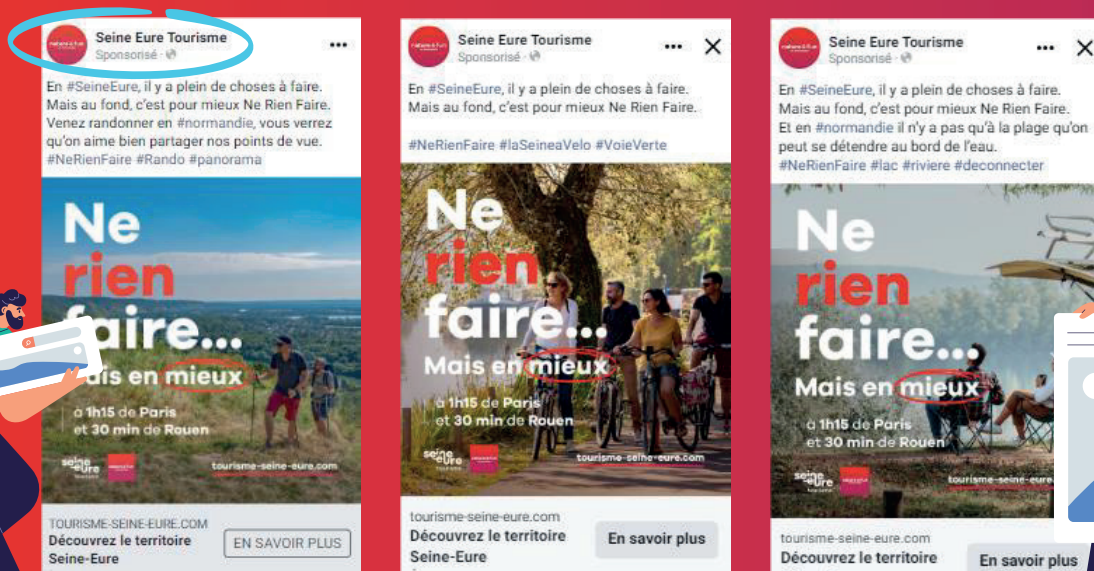 Seine Eure Tourisme
Sponsorisé ·
En #SeineEure, il y a plein de choses à faire.
Mais au fond, c'est pour mieux Ne Rien Faire.
Venez randonner en #normandie, vous verrez
qu'on aime bien partager nos points de vue.
#NeRienFaire #Rando #panorama
Ne
rien
faire...
Mais en mieux
à 1h15 de Paris
et 30 min de Rouen
seine
eure
tourisme-seine-eure.com
TOURISME-SEINE-EURE.COM
Découvrez le territoire
Seine-Eure
EN SAVOIR PLUS
Seine Eure Tourisme
Sponsorisé ·
En #SeineEure, il y a plein de choses à faire.
Mais au fond, c'est pour mieux Ne Rien Faire.
#NeRienFaire #laSeineaVelo #VoieVerte
Ne
rien
faire...
Mais en mieux
à 1h15 de Paris
et 30 min de Rouen
seine
eure
tourisme-seine-eure.com
tourisme-seine-eure.com
Découvrez le territoire
Seine-Eure
En savoir plus
Seine Eure Tourisme
Sponsorisé ·
En #SeineEure, il y a plein de choses à faire.
Mais au fond, c'est pour mieux Ne Rien Faire.
Et en #normandie il n'y a pas qu'à la plage qu'on
peut se détendre au bord de l'eau.
#NeRienFaire #lac #riviere #deconnecter
Ne
rien
faire...
Mais en mieux
à 1h15 de Paris
et 30 min de Rouen
seine
eure
tourisme-seine-eure.
tourisme-seine-eure.com
Découvrez le territoire
En savoir plus